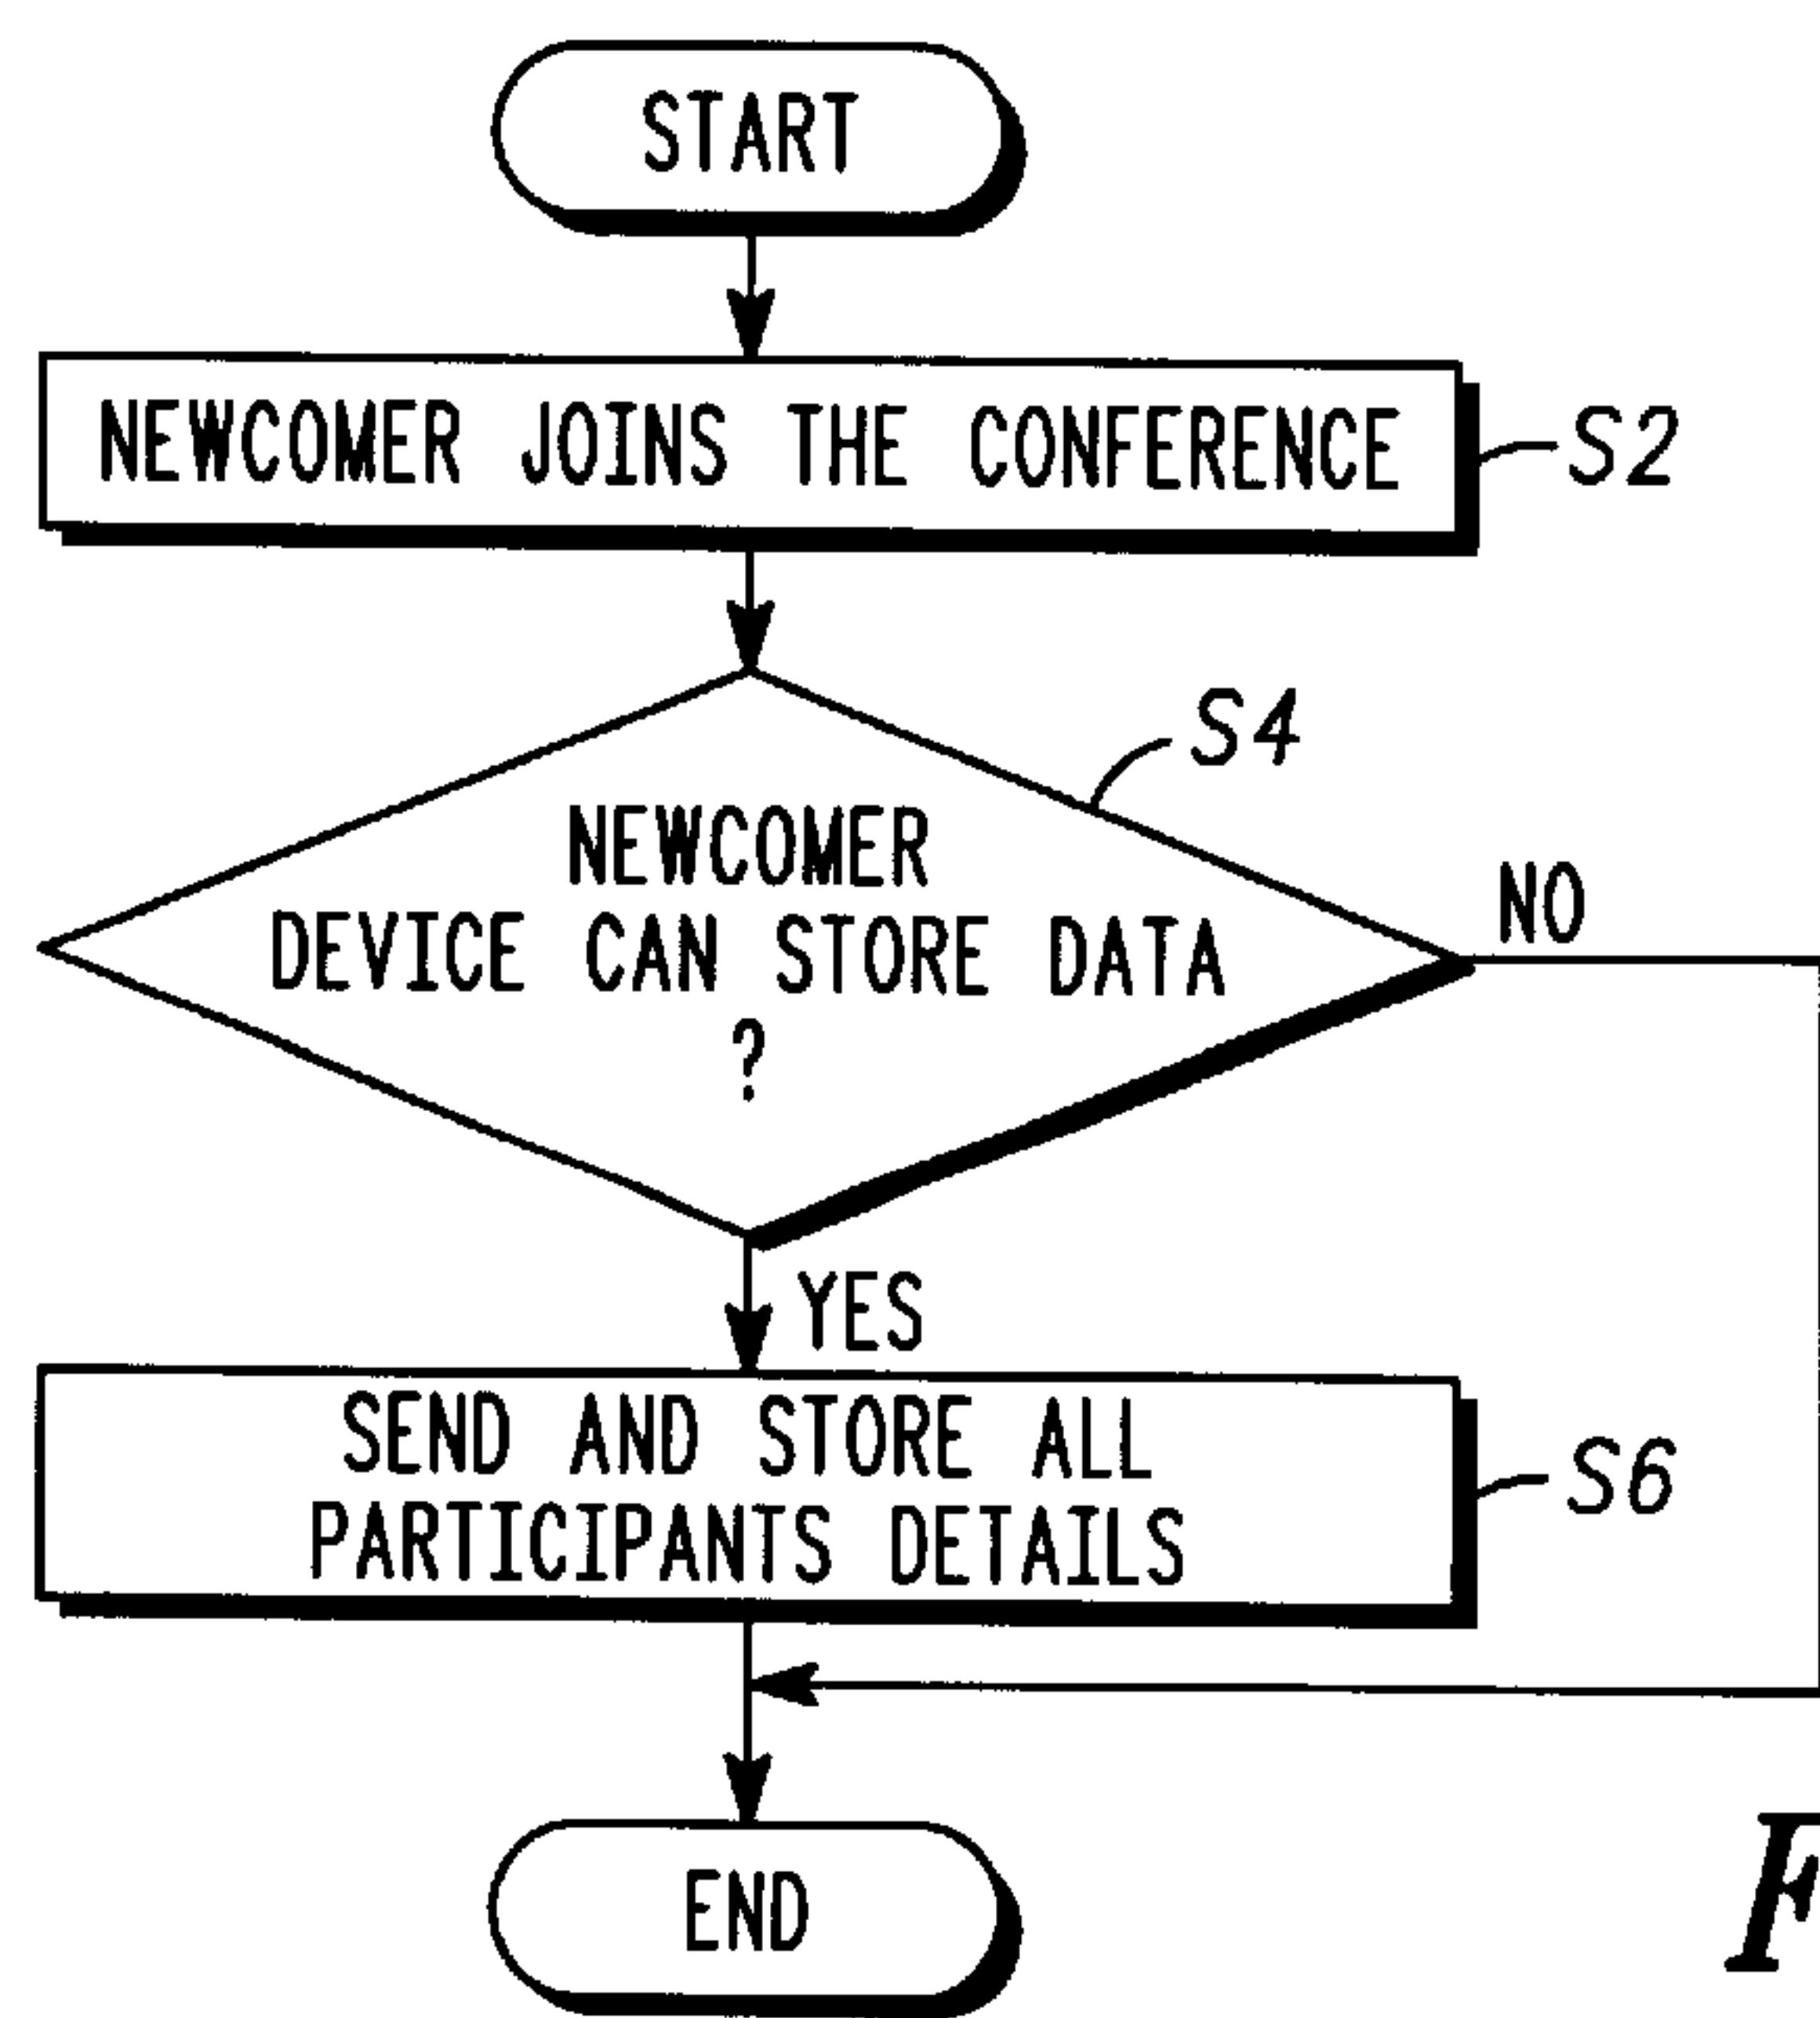 START
NEWCOMER JOINS THE CONFERENCE
S2
S4
NEWCOMER
DEVICE CAN STORE DATA
?
NO
YES
SEND AND STORE ALL
PARTICIPANTS DETAILS
S6
END
F